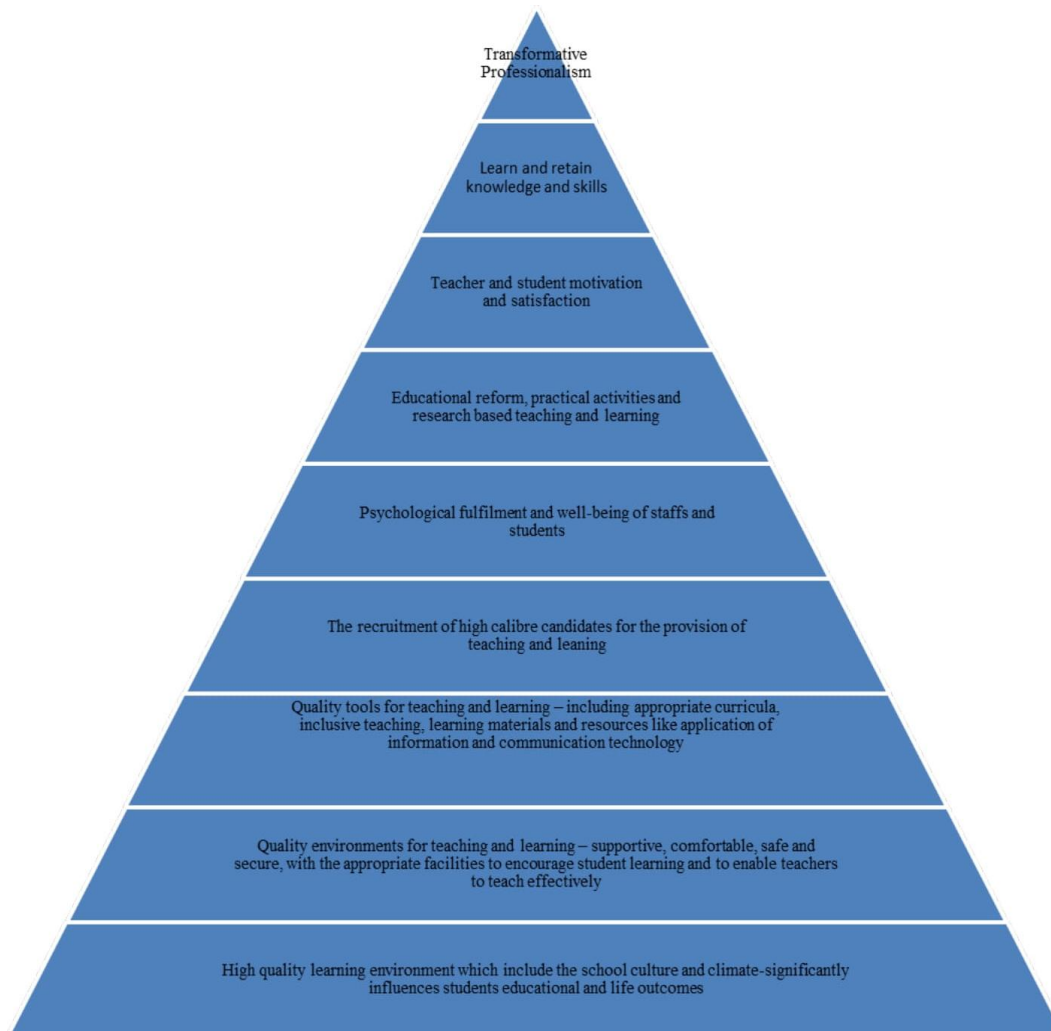 Transformative
Professionalism
Learn and retain
knowledge and skills
Teacher and student motivation
and satisfaction
Educational reform, practical activities and
research based teaching and learning
Psychological fulfilment and well-being of staffs and
students
The recruitment of high calibre candidates for the provision of
teaching and leaning
Quality tools for teaching and learning – including appropriate curricula,
inclusive teaching, learning materials and resources like application of
information and communication technology
Quality environments for teaching and learning – supportive, comfortable, safe and
secure, with the appropriate facilities to encourage student learning and to enable teachers
to teach effectively
High quality learning environment which include the school culture and climate-significantly
influences students educational and life outcomes